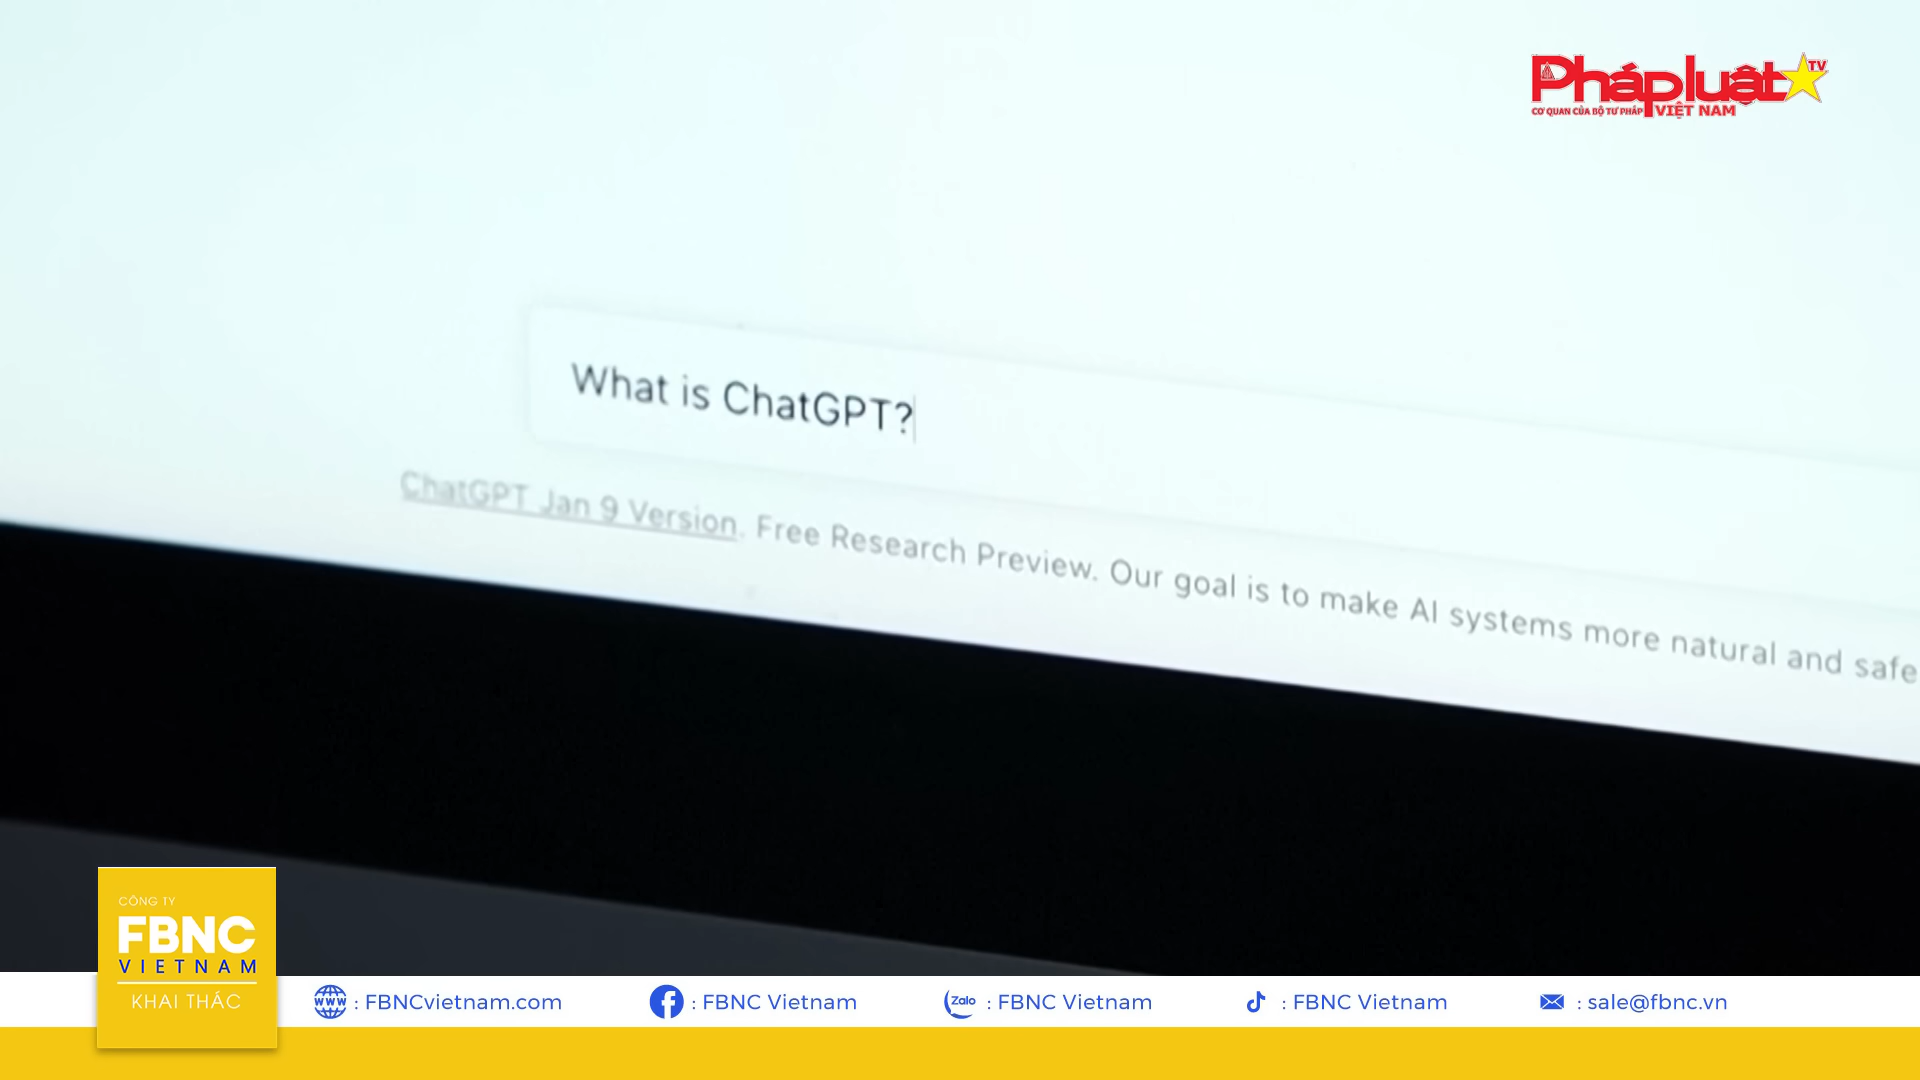 Phápluật TV
CƠ QUAN CỦA BỘ TƯ PHÁP VIỆT NAM
What is ChatGPT?
ChatGPT Jan 9 Version. Free Research Preview. Our goal is to make AI systems more natural and safe
CÔNG TY
FBNC
VIETNAM
KHAI THÁC
www : FBNCvietnam.com
: FBNC Vietnam
Zalo : FBNC Vietnam
: FBNC Vietnam
: sale@fbnc.vn